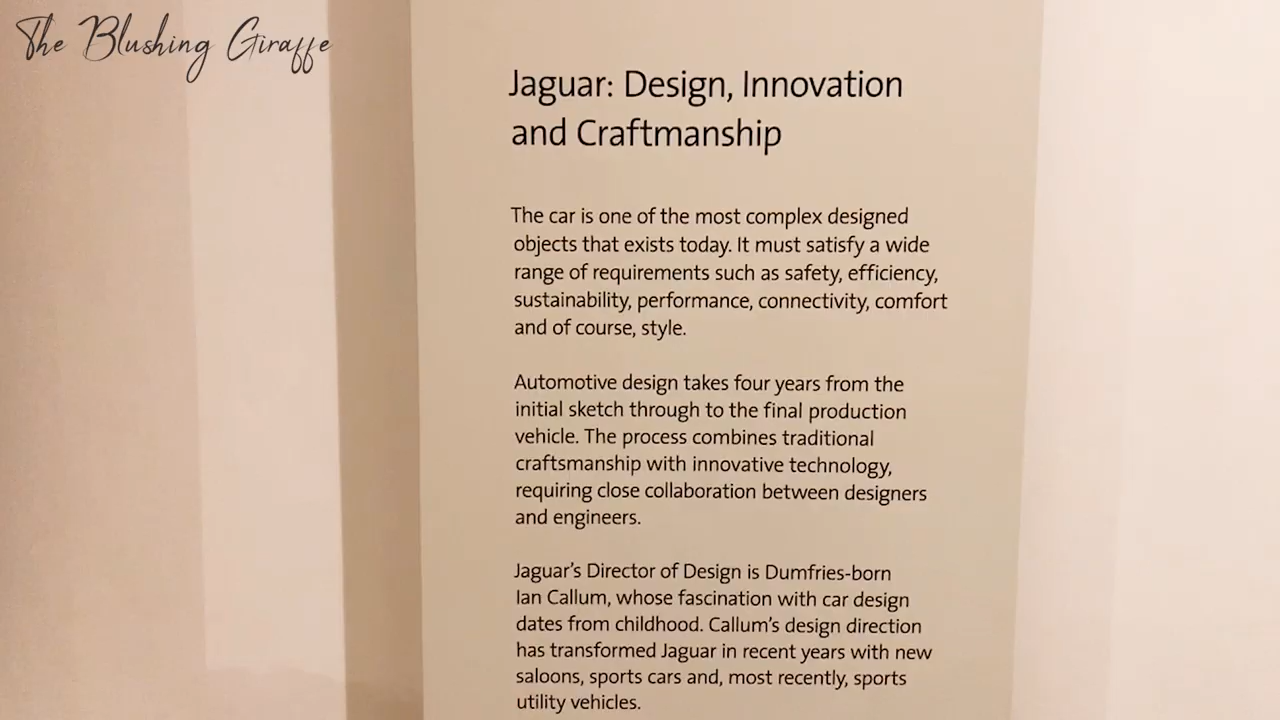 The Blushing Giraffe
Jaguar: Design, Innovation
and Craftmanship
The car is one of the most complex designed
objects that exists today. It must satisfy a wide
range of requirements such as safety, efficiency,
sustainability, performance, connectivity, comfort
and of course, style.
Automotive design takes four years from the
initial sketch through to the final production
vehicle. The process combines traditional
craftsmanship with innovative technology,
requiring close collaboration between designers
and engineers.
Jaguar's Director of Design is Dumfries-born
Ian Callum, whose fascination with car design
dates from childhood. Callum's design direction
has transformed Jaguar in recent years with new
saloons, sports cars and, most recently, sports
utility vehicles.